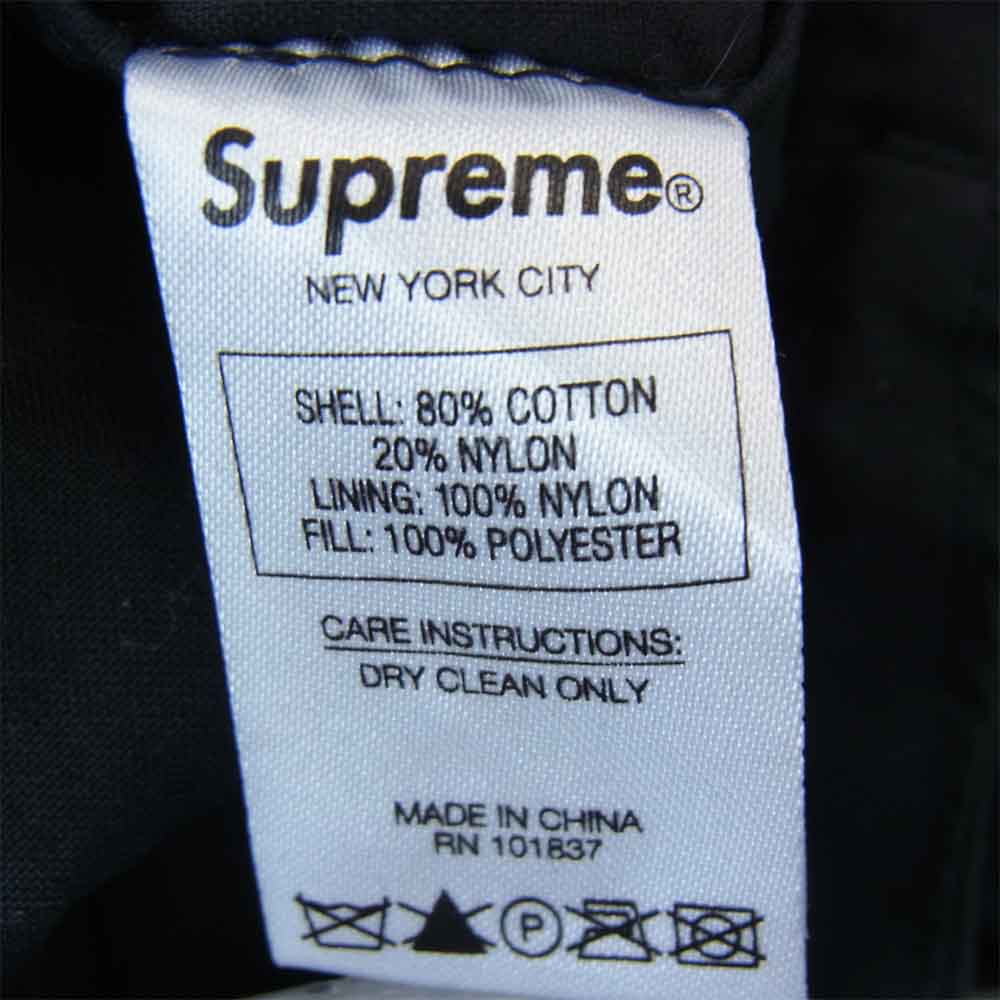 Supreme®
NEW YORK CITY
SHELL: 80% COTTON
20% NYLON
LINING: 100% NYLON
FILL: 100% POLYESTER
CARE INSTRUCTIONS:
DRY CLEAN ONLY
MADE IN CHINA
RN 101837
P